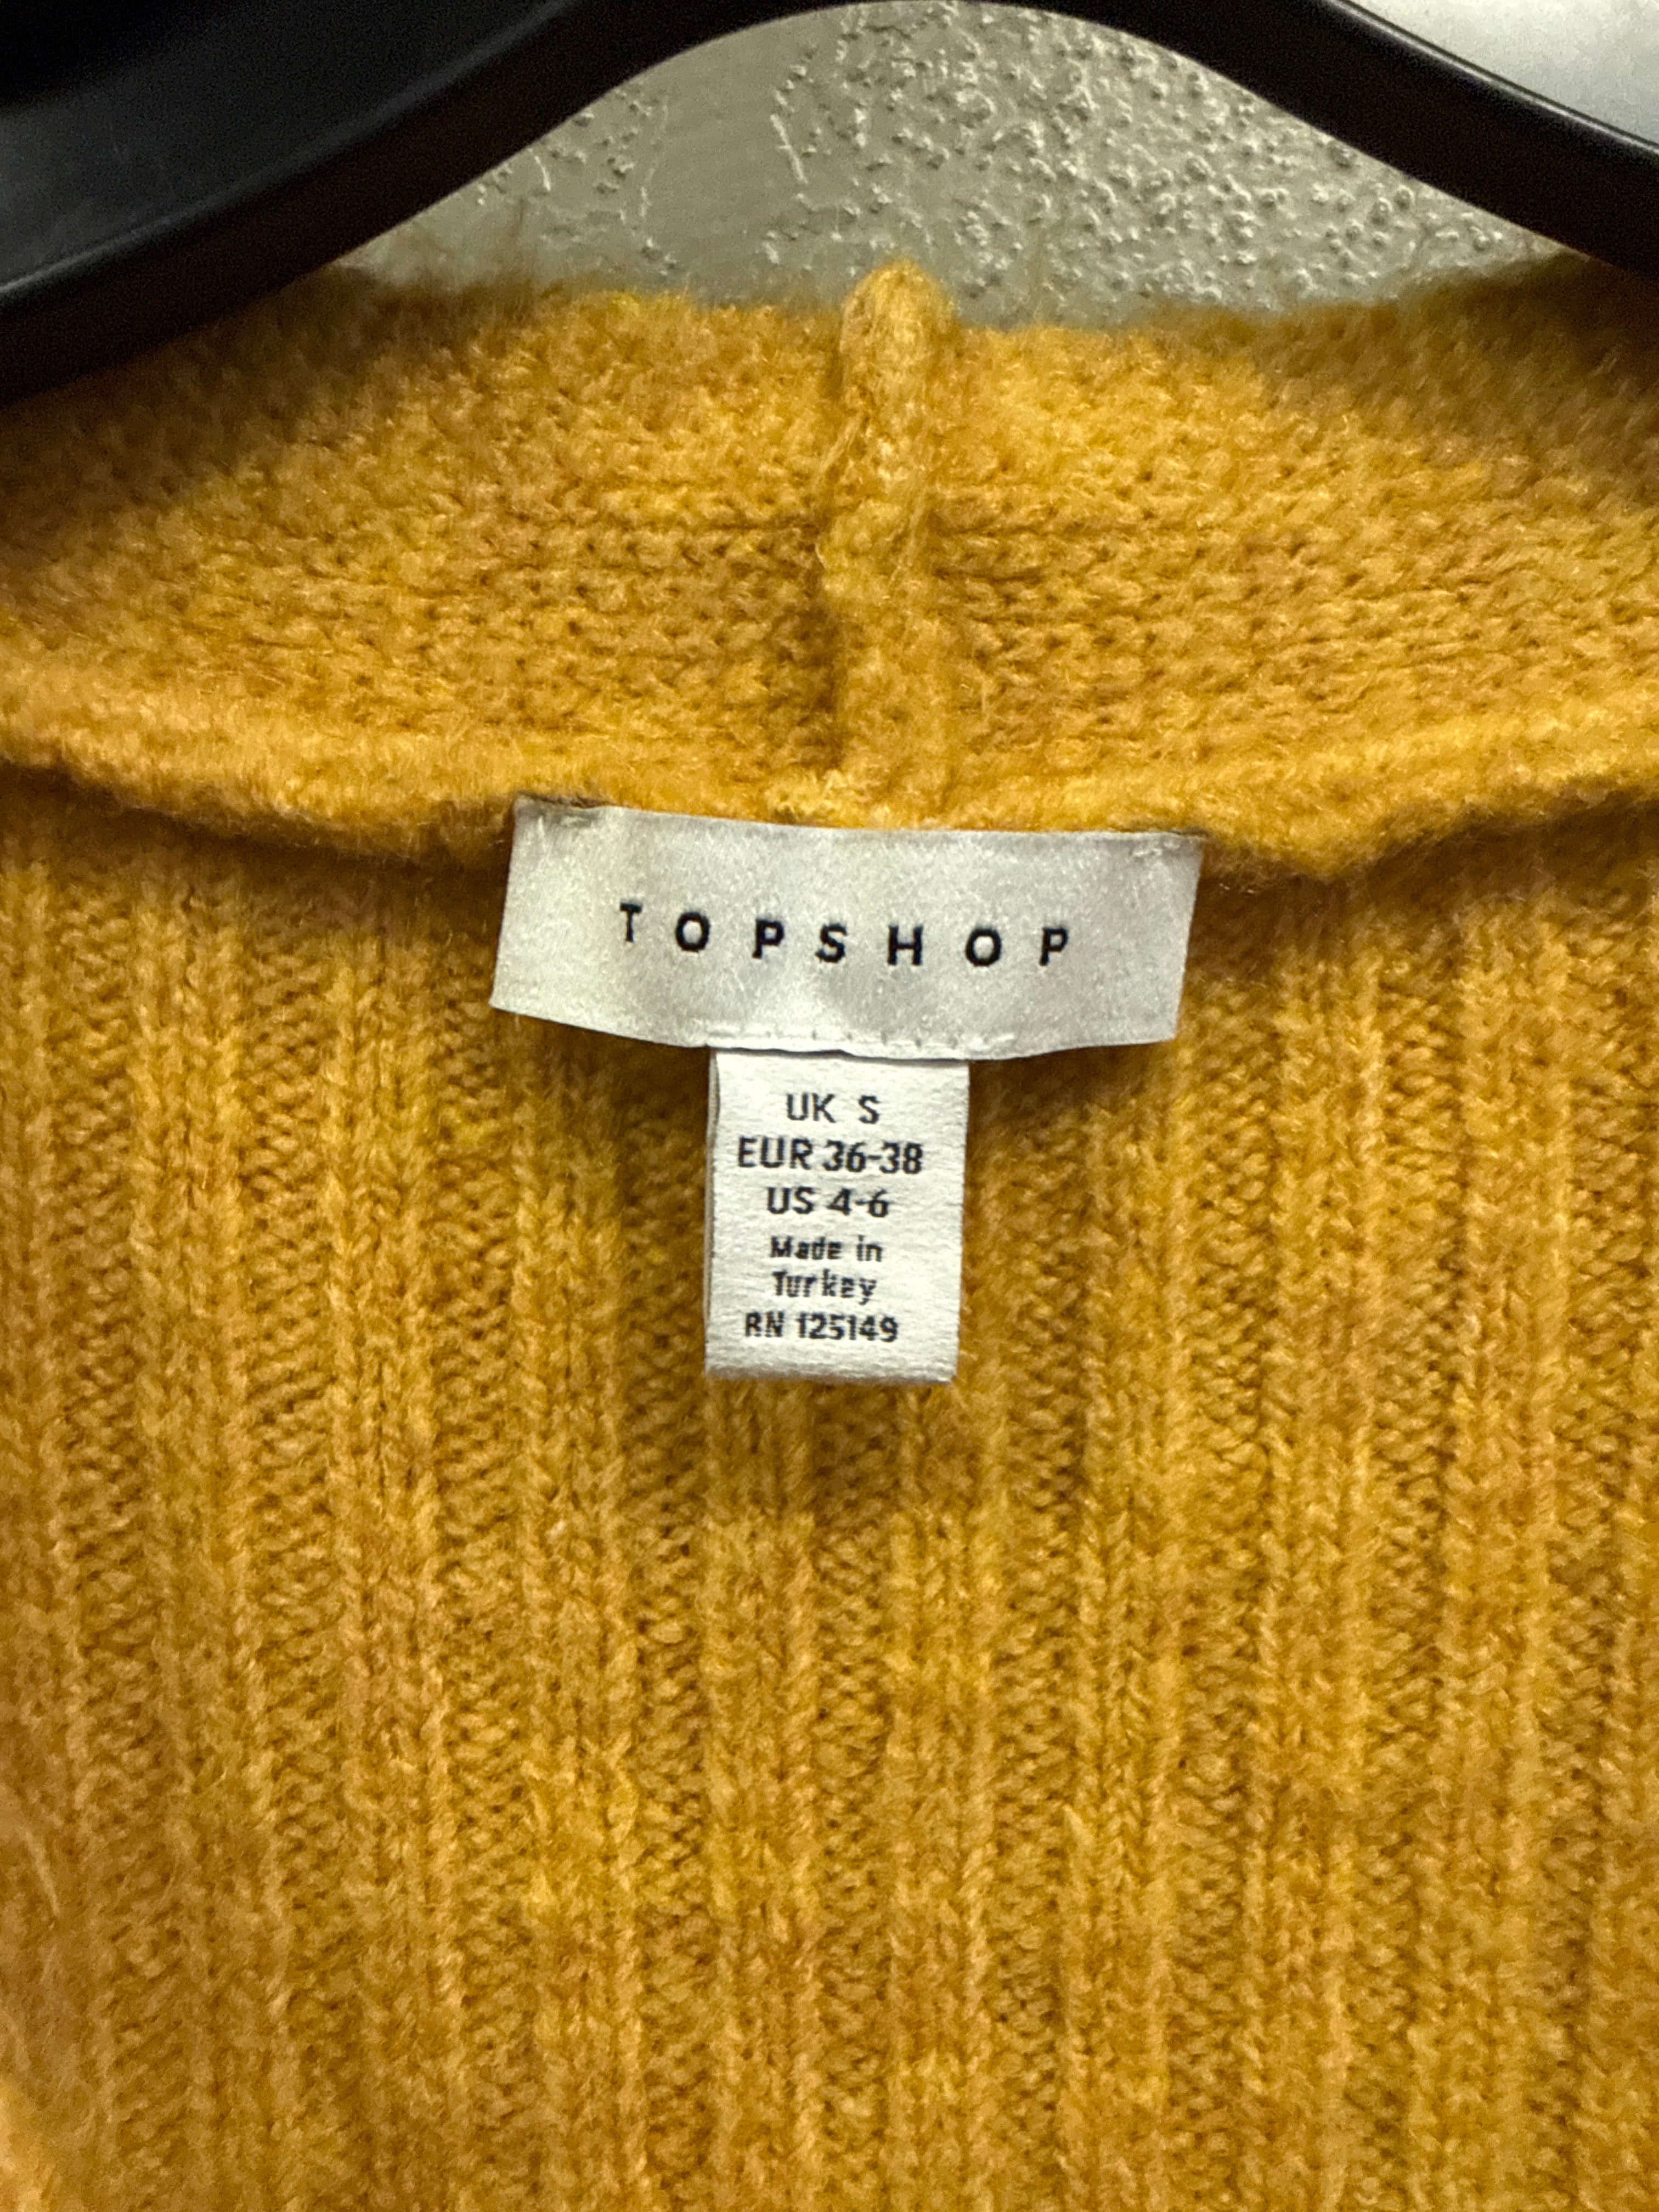 TOPSHOP
UK S
EUR 36-38
US 4-6
Made in
Turkey
RN 125149